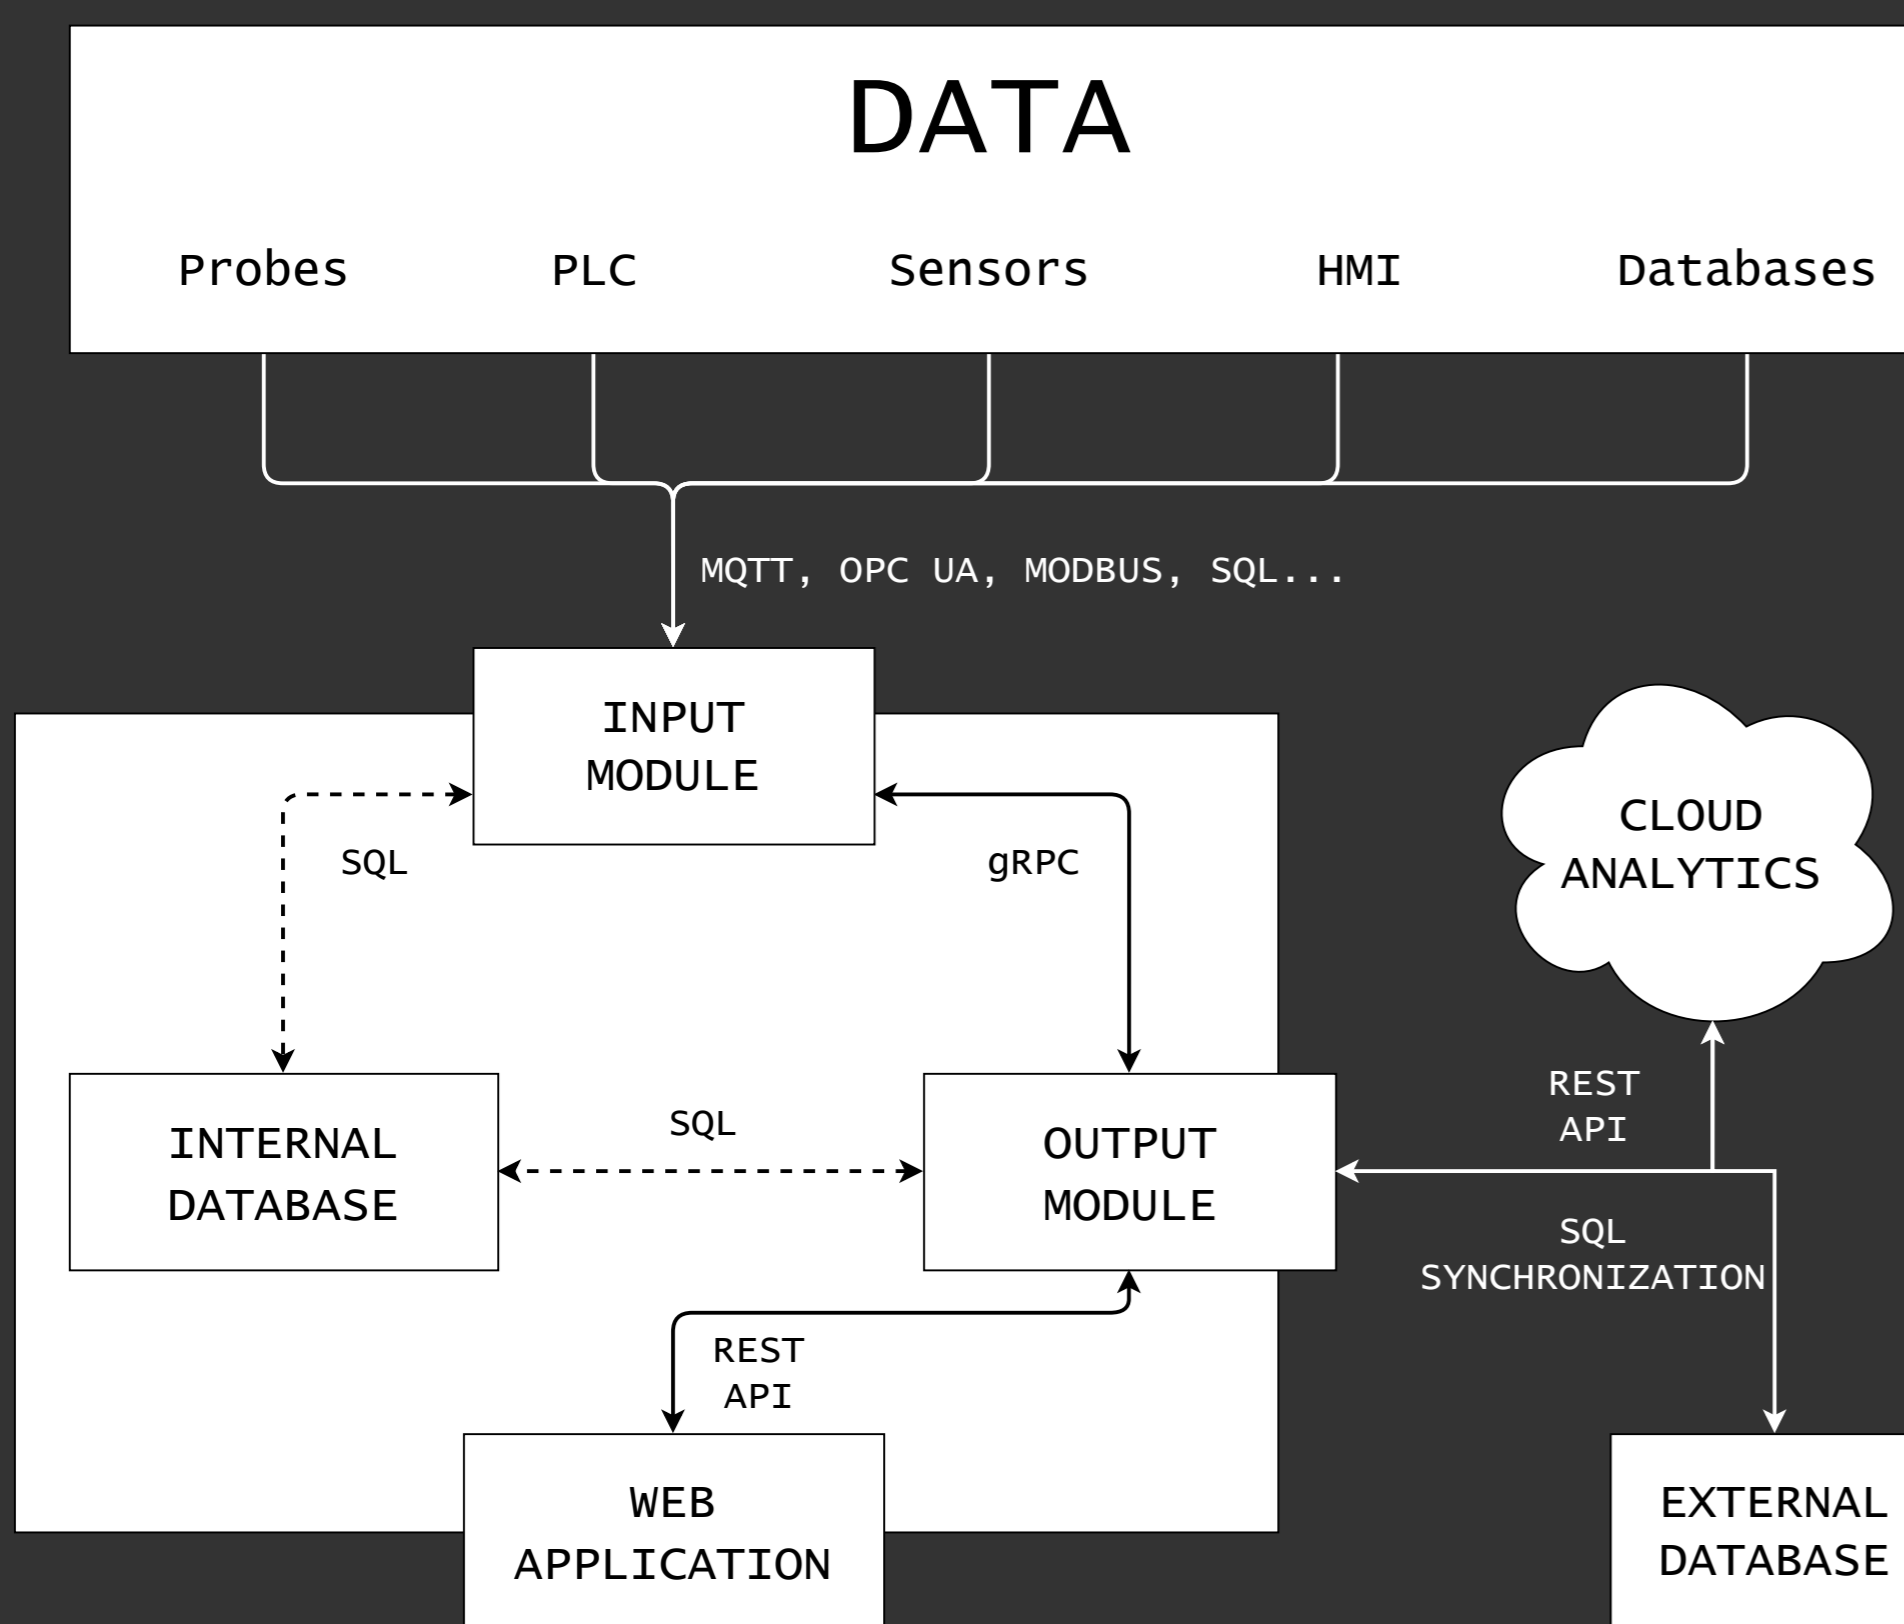 DATA
Probes PLC Sensors HMI Databases
MQTT, OPC UA, MODBUS, SQL...
INPUT
MODULE
SQL
gRPC
CLOUD
ANALYTICS
INTERNAL
DATABASE
SQL
OUTPUT
MODULE
REST
API
SQL
SYNCHRONIZATION
REST
API
WEB
APPLICATION
EXTERNAL
DATABASE